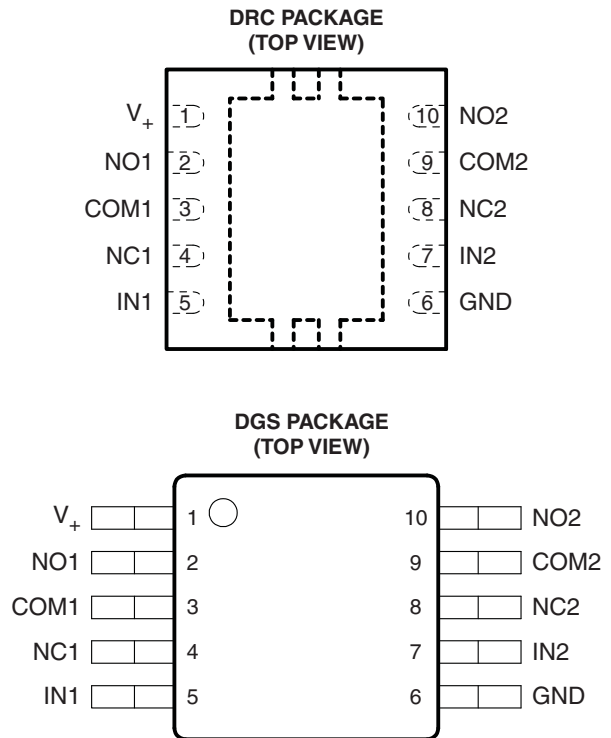 DRC PACKAGE
(TOP VIEW)
V+ 1 10 NO2
NO1 2 9 COM2
COM1 3 8 NC2
NC1 4 7 IN2
IN1 5 6 GND
DGS PACKAGE
(TOP VIEW)
V+ 1 10 NO2
NO1 2 9 COM2
COM1 3 8 NC2
NC1 4 7 IN2
IN1 5 6 GND